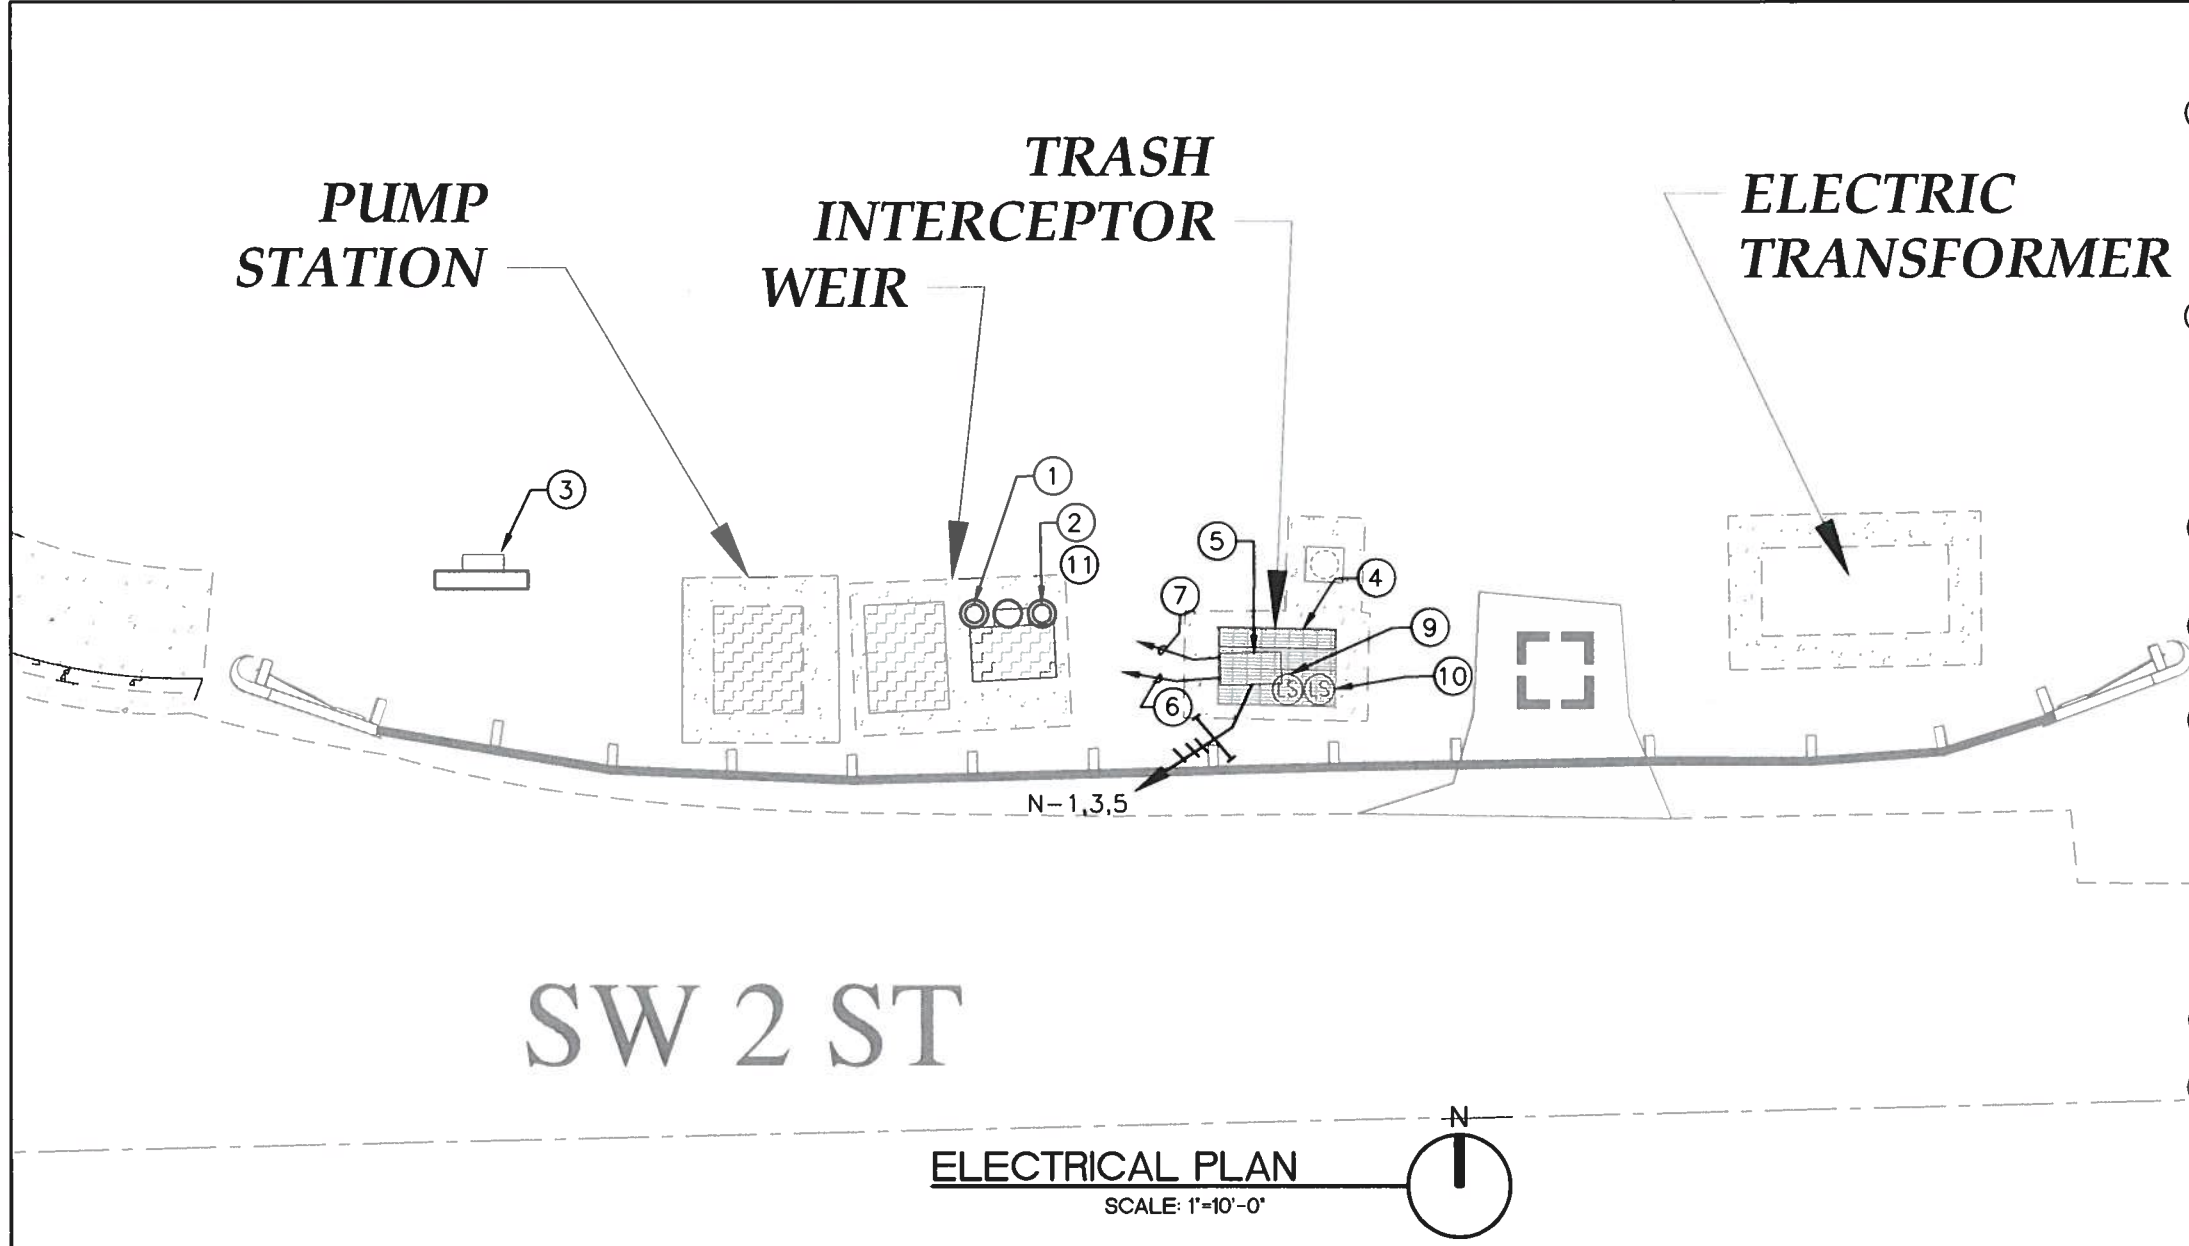 PUMP
STATION
TRASH
INTERCEPTOR
WEIR
ELECTRIC
TRANSFORMER
3
1
2
11
5
4
7
9
10
6
LS LS
N-1,3,5
SW 2 ST
N
ELECTRICAL PLAN
SCALE: 1"=10'-0"